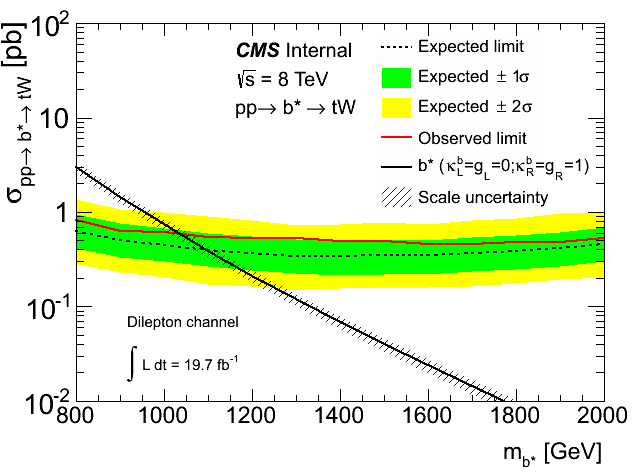 CMS Internal
√s = 8 TeV
pp→ b* → tW
Expected limit
Expected ± 1σ
Expected ± 2σ
Observed limit
b* (κ_L^b=g_L=0;κ_R^b=g_R=1)
Scale uncertainty
σ_pp→ b*→ tW [pb]
10²
10
1
10⁻¹
10⁻²
Dilepton channel
∫ L dt = 19.7 fb⁻¹
800 1000 1200 1400 1600 1800 2000
m_b* [GeV]